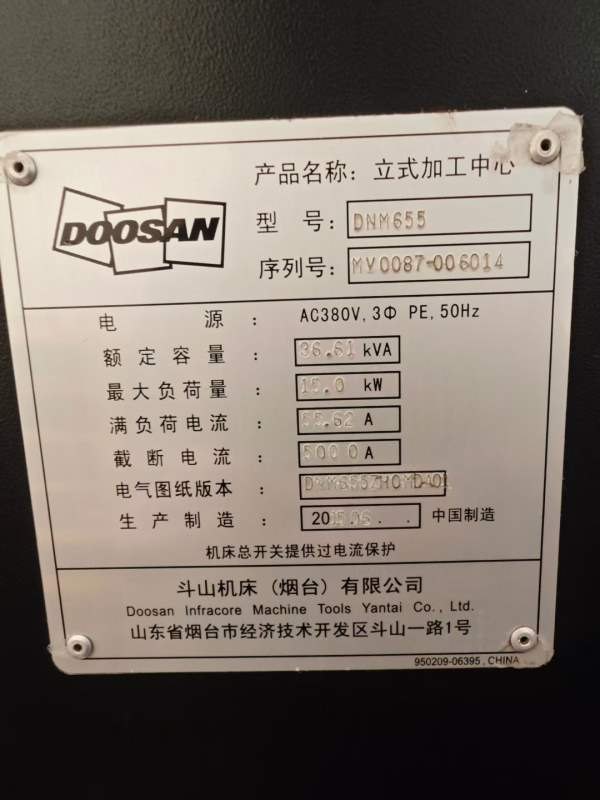 DOOSAN
产品名称: 立式加工中心
型 号: DNM655
序列号: MV0087-006014
电 源 : AC380V, 3Φ PE, 50Hz
额定容量 : 36.61 kVA
最大负荷量 : 15.0 kW
满负荷电流 : 55.62 A
截断电流 : 5000 A
电气图纸版本 : DNM655ZHOMDA01
生产制造 : 2015.06. . 中国制造
机床总开关提供过电流保护
斗山机床（烟台）有限公司
Doosan Infracore Machine Tools Yantai Co., Ltd.
山东省烟台市经济技术开发区斗山一路1号
950209-06395, CHINA